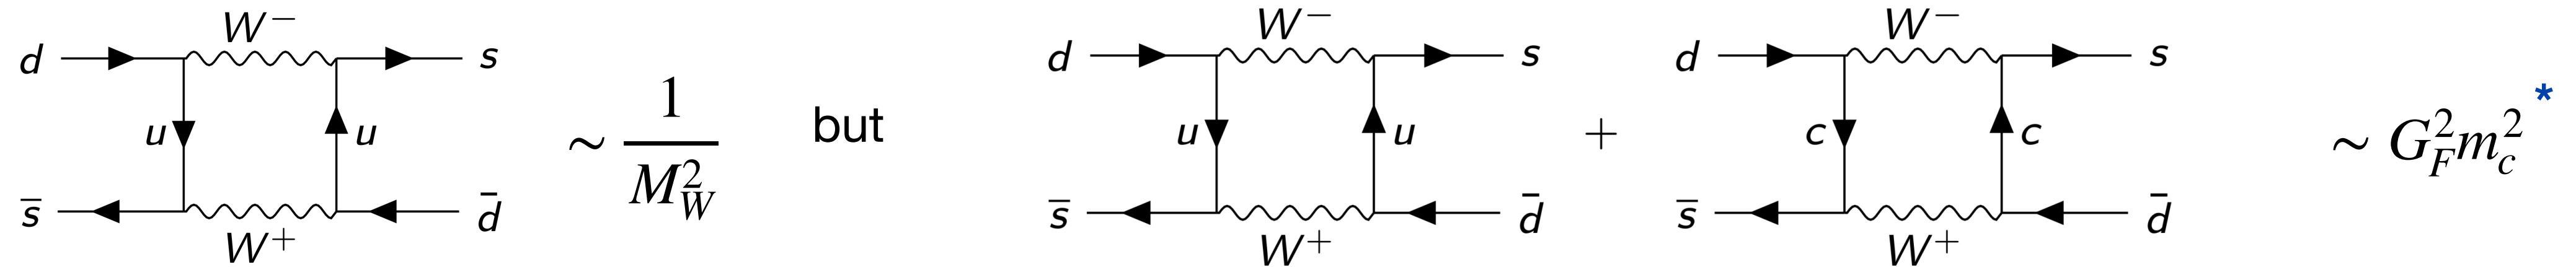 W⁻ W⁻ W⁻
d s d s d s
u u ∼ 1/M_W² but u u + c c ∼ G_F² m_c² *
s̄ d̄ s̄ d̄ s̄ d̄
W⁺ W⁺ W⁺